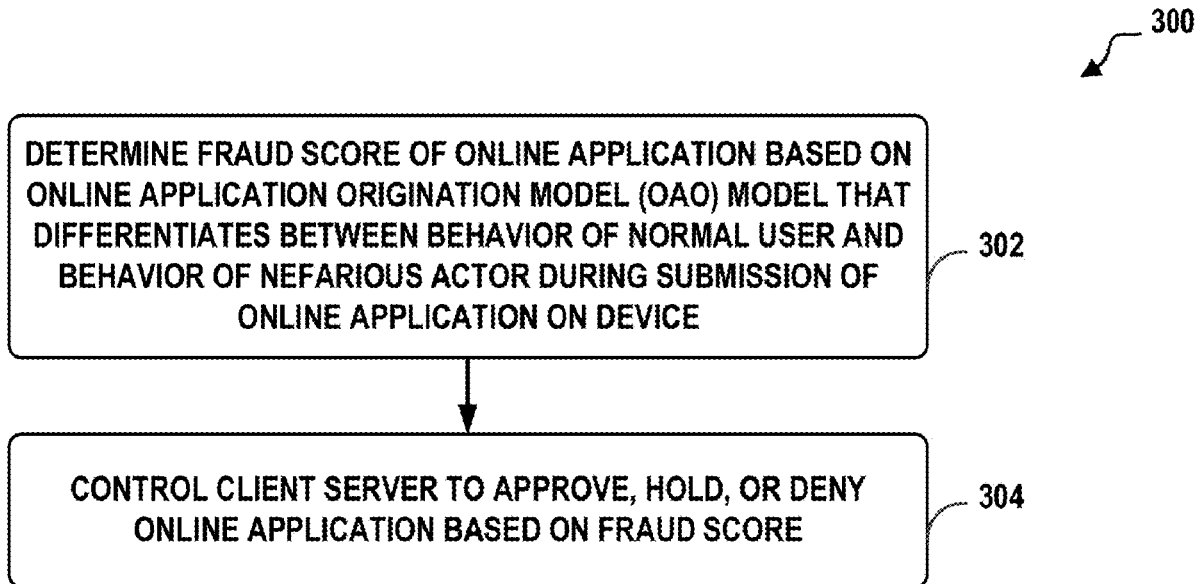 300
DETERMINE FRAUD SCORE OF ONLINE APPLICATION BASED ON
ONLINE APPLICATION ORIGINATION MODEL (OAO) MODEL THAT
DIFFERENTIATES BETWEEN BEHAVIOR OF NORMAL USER AND
BEHAVIOR OF NEFARIOUS ACTOR DURING SUBMISSION OF
ONLINE APPLICATION ON DEVICE
302
CONTROL CLIENT SERVER TO APPROVE, HOLD, OR DENY
ONLINE APPLICATION BASED ON FRAUD SCORE
304